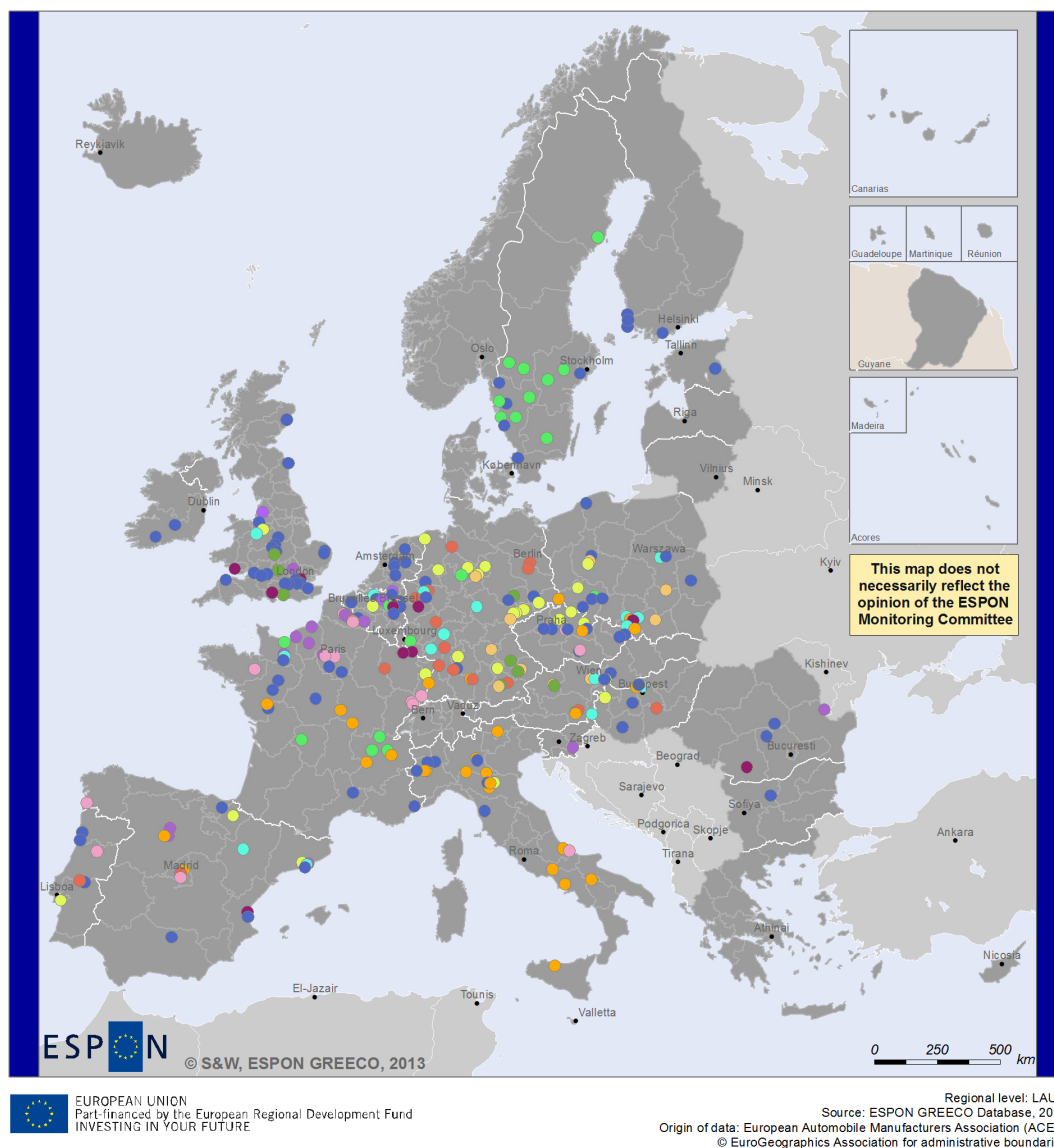 Reykjavik
Canarias
Guadeloupe
Martinique
Réunion
Guyane
Madeira
Acores
Helsinki
Tallinn
Oslo
Stockholm
Riga
København
Vilnius
Minsk
Dublin
Kyiv
Amsterdam
Berlin
Warszawa
London
This map does not
necessarily reflect the
opinion of the ESPON
Monitoring Committee
Praha
Luxembourg
Paris
Kishinev
Wien
Budapest
Bern
Vaduz
Zagreb
Bucuresti
Beograd
Sarajevo
Sofiya
Podgorica
Skopje
Ankara
Tirana
Roma
Madrid
Lisboa
Athinai
Nicosia
El-Jazair
Tounis
Valletta
ESPON
© S&W, ESPON GREECO, 2013
0 250 500 km
EUROPEAN UNION
Part-financed by the European Regional Development Fund
INVESTING IN YOUR FUTURE
Regional level: LAU
Source: ESPON GREECO Database, 20
Origin of data: European Automobile Manufacturers Association (ACE
© EuroGeographics Association for administrative boundari